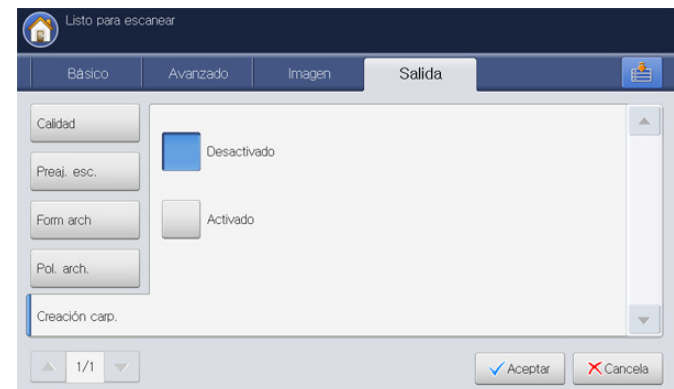 Listo para escanear
Básico
Avanzado
Imagen
Salida
Calidad
Preaj. esc.
Form arch
Pol. arch.
Creación carp.
Desactivado
Activado
1/1
Aceptar
Cancela